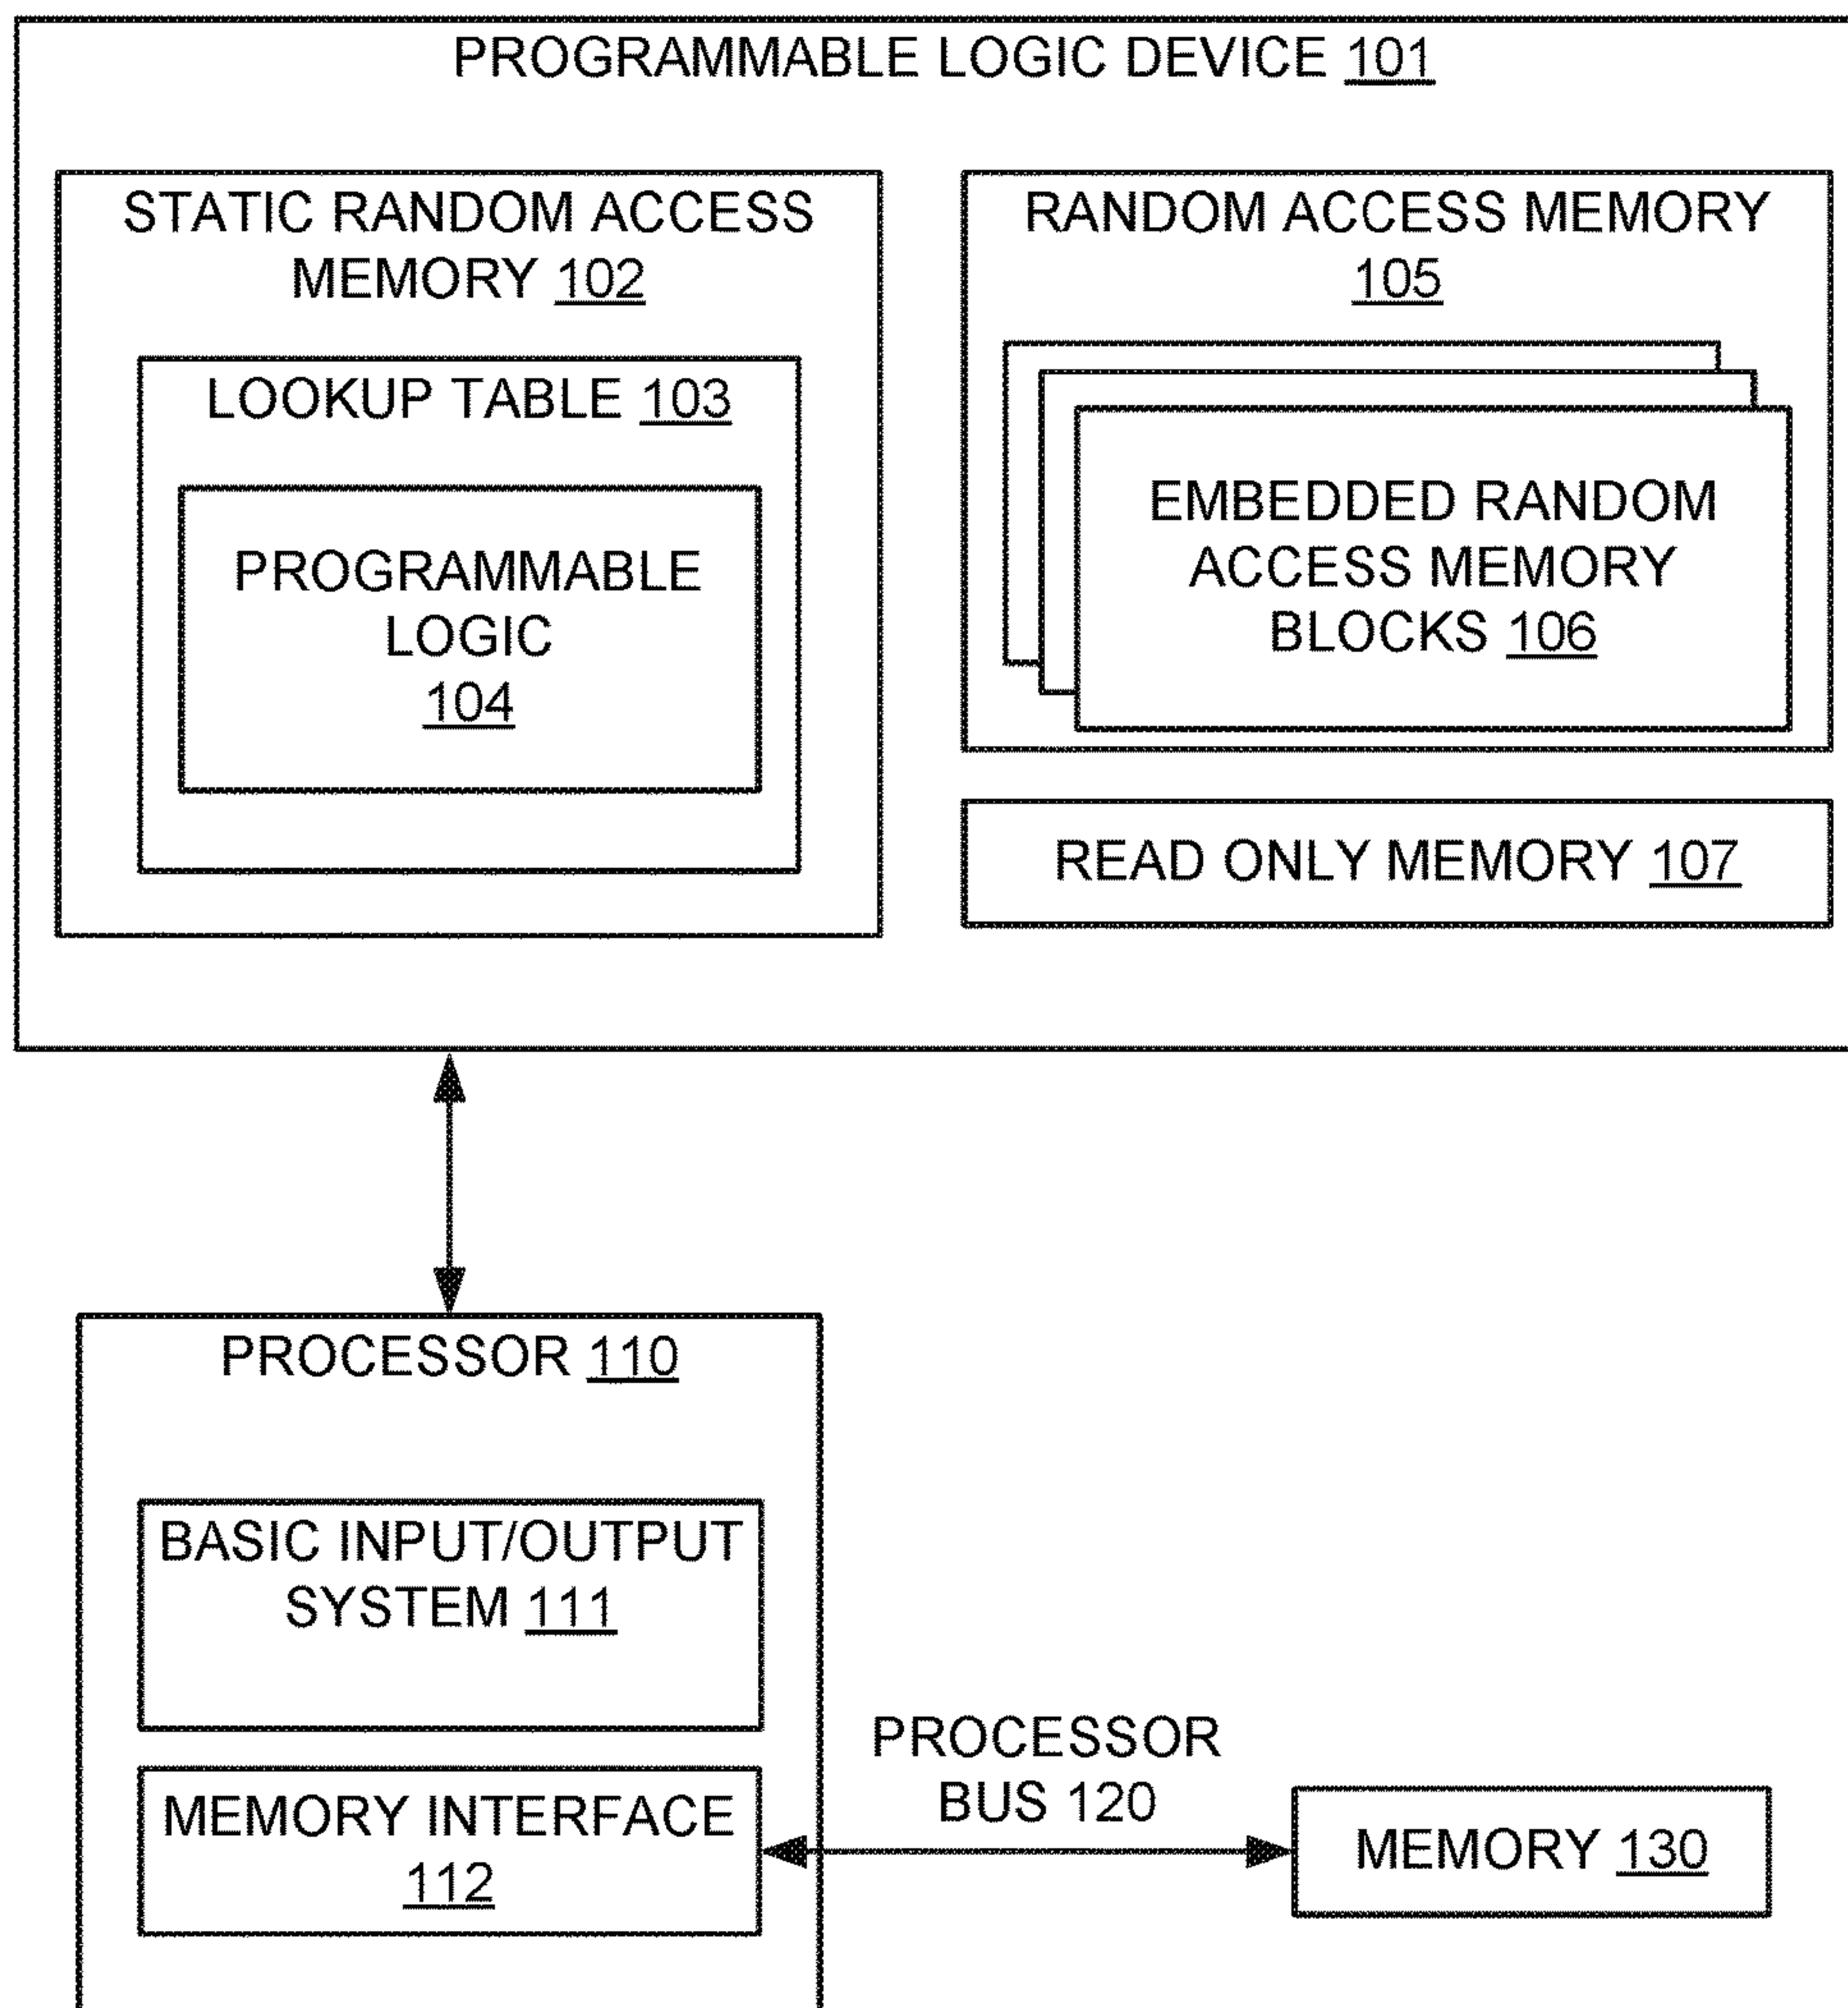 PROGRAMMABLE LOGIC DEVICE 101
STATIC RANDOM ACCESS
MEMORY 102
LOOKUP TABLE 103
PROGRAMMABLE
LOGIC
104
RANDOM ACCESS MEMORY
105
EMBEDDED RANDOM
ACCESS MEMORY
BLOCKS 106
READ ONLY MEMORY 107
PROCESSOR 110
BASIC INPUT/OUTPUT
SYSTEM 111
MEMORY INTERFACE
112
PROCESSOR
BUS 120
MEMORY 130